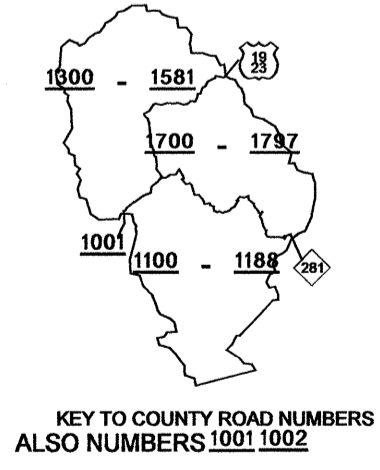 19
23
1300 - 1581
1700 - 1797
1001
1100 - 1188
281
KEY TO COUNTY ROAD NUMBERS
ALSO NUMBERS 1001 1002